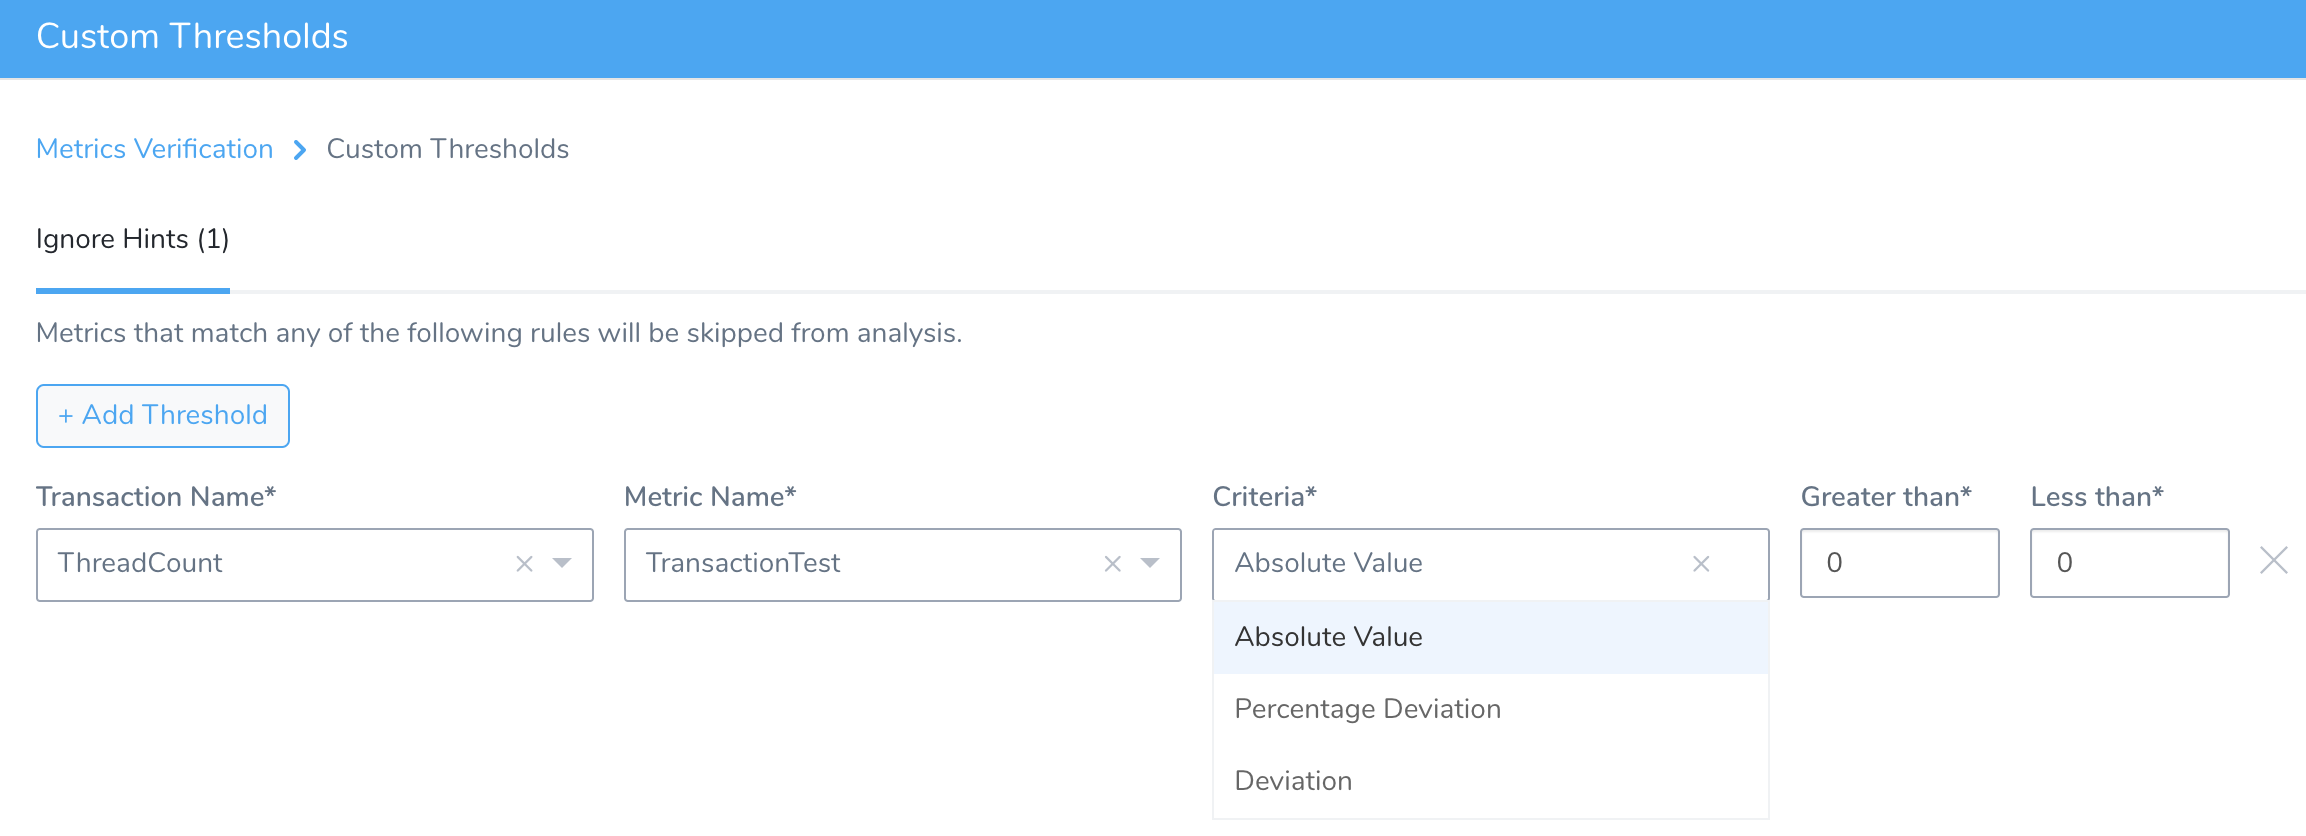 Custom Thresholds
Metrics Verification > Custom Thresholds
Ignore Hints (1)
Metrics that match any of the following rules will be skipped from analysis.
+ Add Threshold
Transaction Name* Metric Name* Criteria* Greater than* Less than*
ThreadCount TransactionTest Absolute Value 0 0
Absolute Value
Percentage Deviation
Deviation